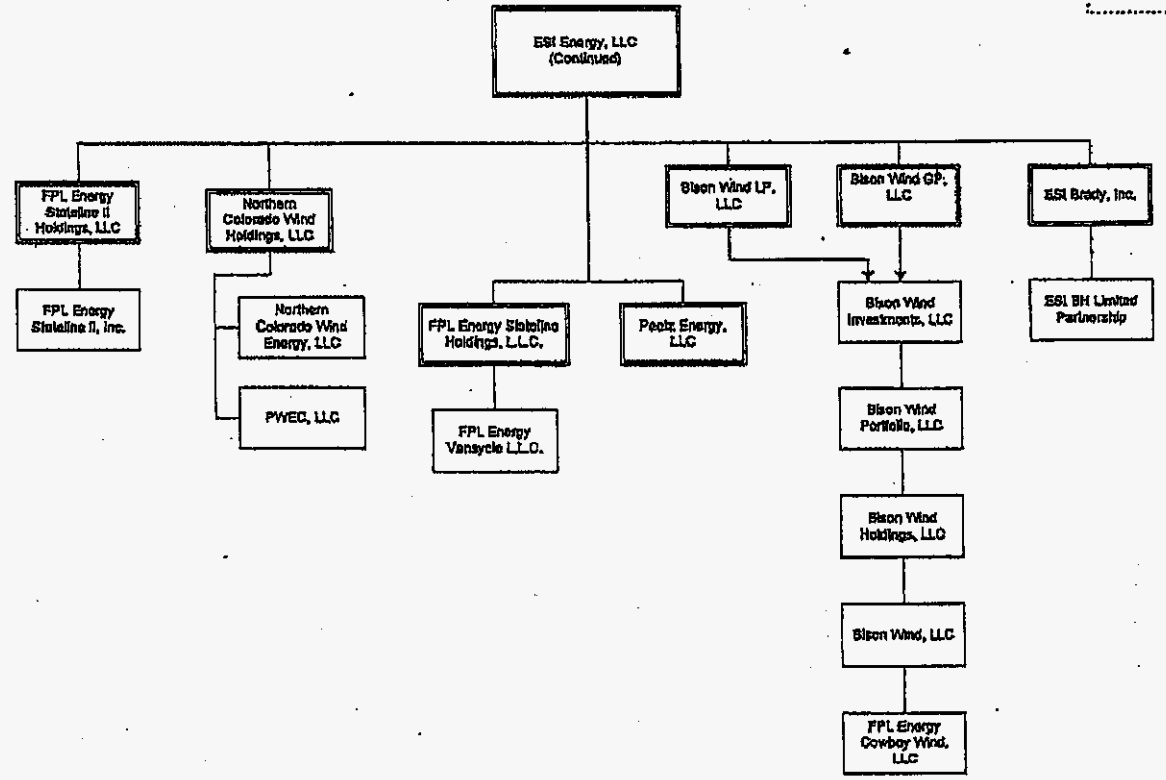 ESI Energy, LLC
(Continued)
FPL Energy
Stateline II
Holdings, LLC
Northern
Colorado Wind
Holdings, LLC
Bison Wind LP,
LLC
Bison Wind GP,
LLC
ESI Brady, Inc.
FPL Energy
Stateline II, Inc.
Northern
Colorado Wind
Energy, LLC
PWEC, LLC
FPL Energy Stateline
Holdings, L.L.C.
Peetz Energy,
LLC
FPL Energy
Vansycle L.L.C.
Bison Wind
Investments, LLC
ESI BH Limited
Partnership
Bison Wind
Portfolio, LLC
Bison Wind
Holdings, LLC
Bison Wind, LLC
FPL Energy
Cowboy Wind,
LLC